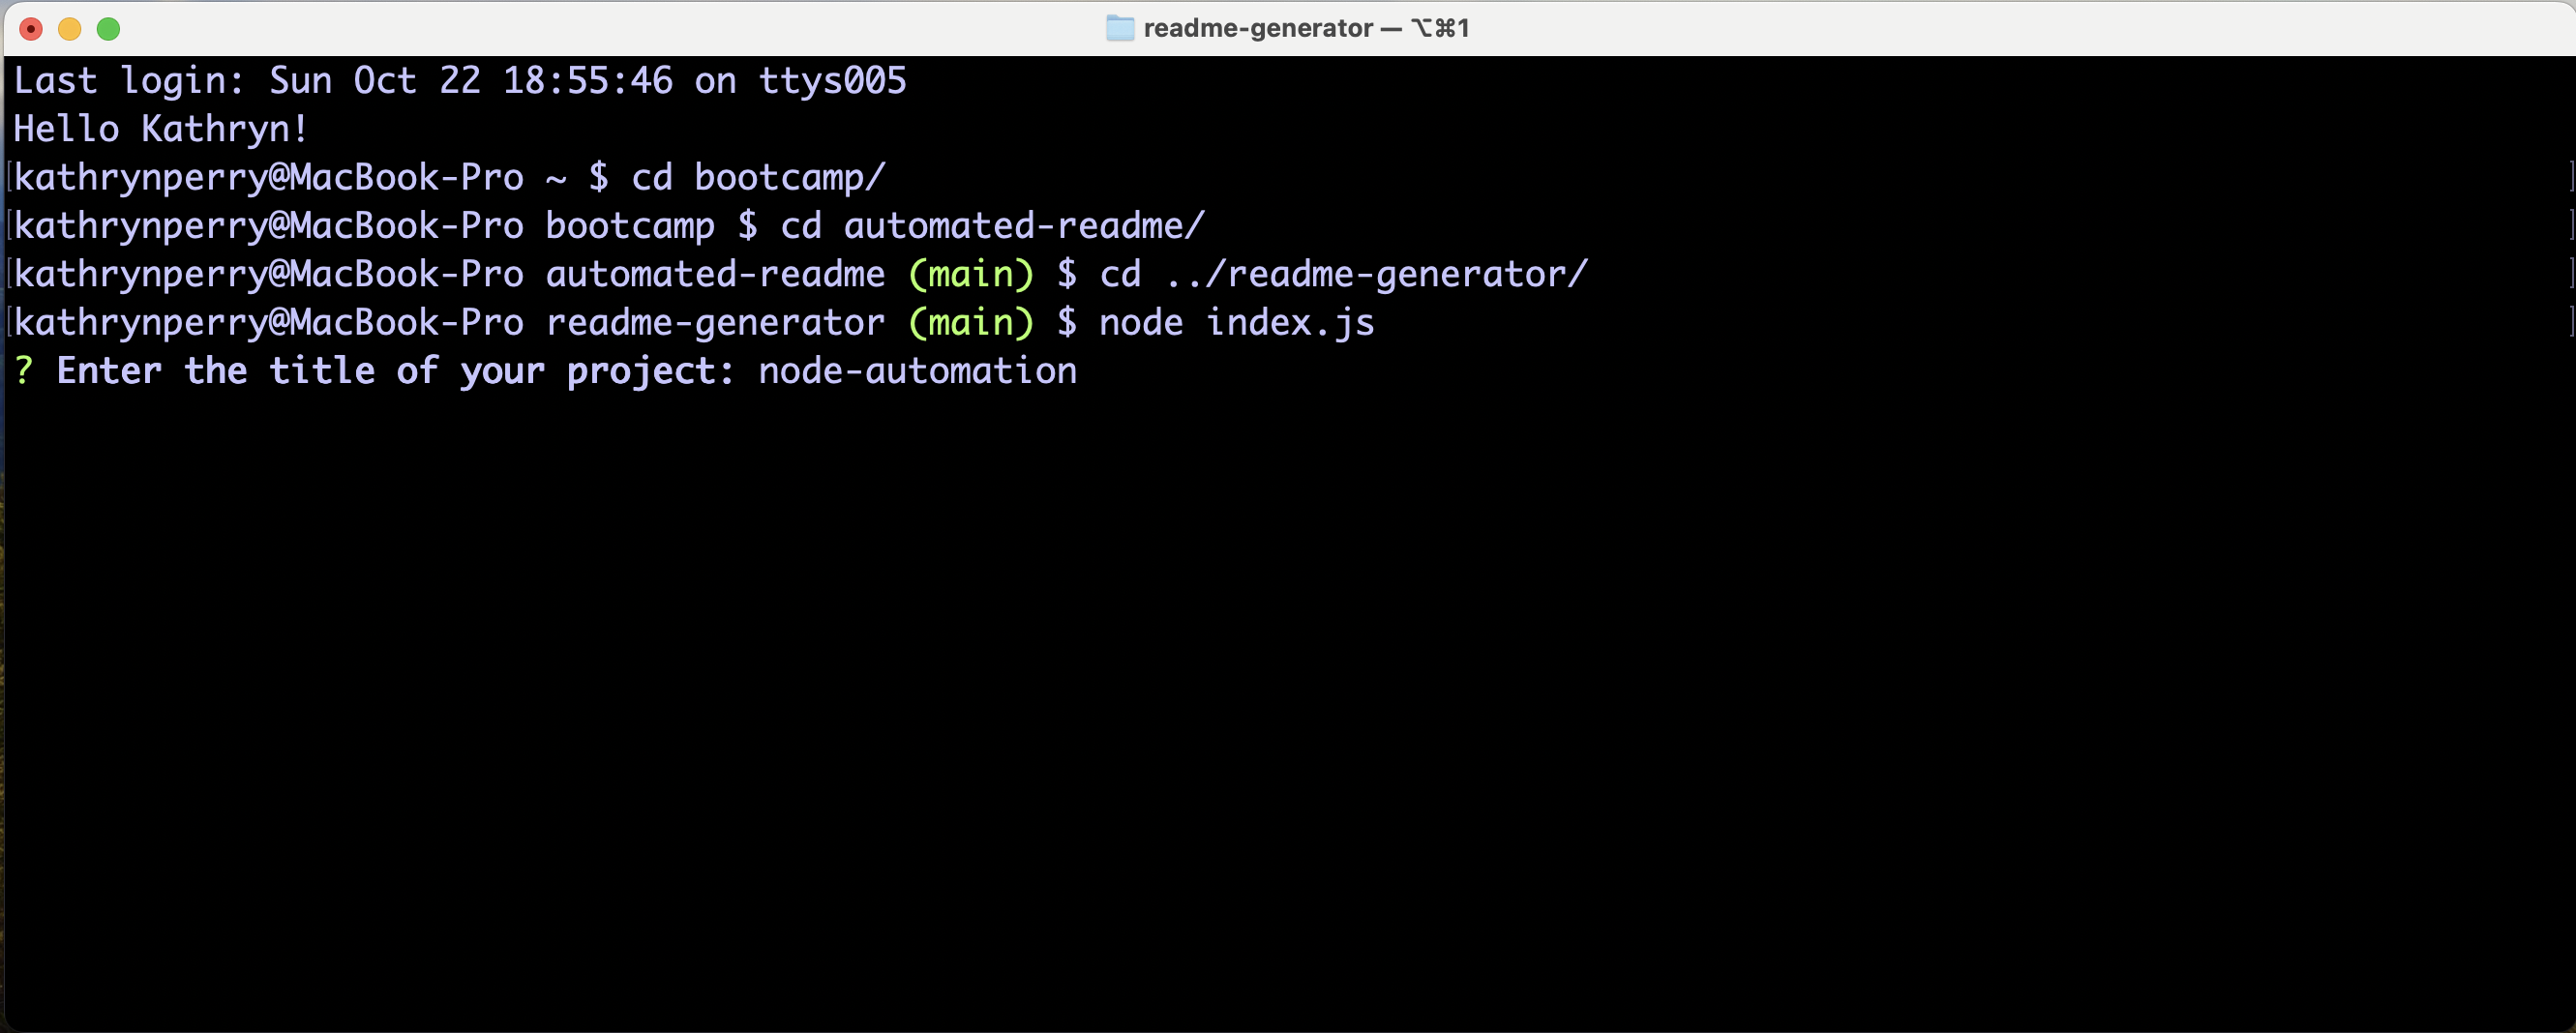 readme-generator — ⌥⌘1
Last login: Sun Oct 22 18:55:46 on ttys005
Hello Kathryn!
[kathrynperry@MacBook-Pro ~ $ cd bootcamp/ ]
[kathrynperry@MacBook-Pro bootcamp $ cd automated-readme/ ]
[kathrynperry@MacBook-Pro automated-readme (main) $ cd ../readme-generator/ ]
[kathrynperry@MacBook-Pro readme-generator (main) $ node index.js ]
? Enter the title of your project: node-automation